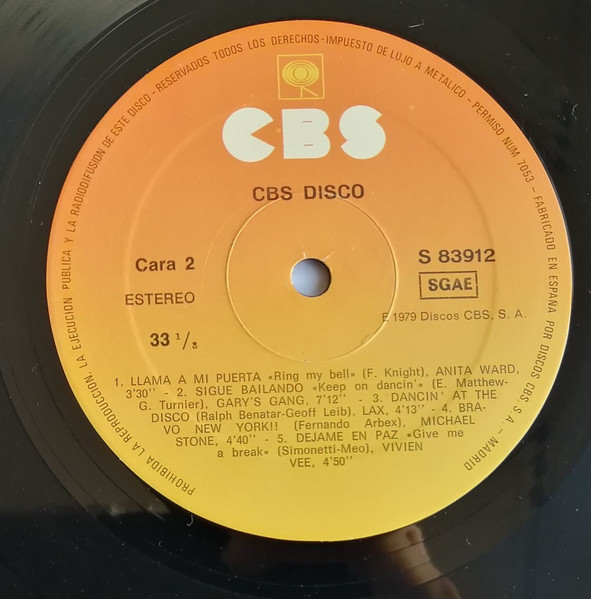 PROHIBIDA LA REPRODUCCION, LA EJECUCION PUBLICA Y LA RADIODIFUSION DE ESTE DISCO - RESERVADOS TODOS LOS DERECHOS - IMPUESTO DE LUJO A METALICO - PERMISO NUM. 7053 - FABRICADO EN ESPAÑA POR DISCOS CBS S. A. - MADRID
CBS
CBS DISCO
Cara 2
S 83912
ESTEREO
SGAE
℗ 1979 Discos CBS, S. A.
33 1/3
1. LLAMA A MI PUERTA «Ring my bell» (F. Knight), ANITA WARD,
3'30'' - 2. SIGUE BAILANDO «Keep on dancin'» (E. Matthew-
G. Turnier), GARY'S GANG, 7'12'' - 3. DANCIN' AT THE
DISCO (Ralph Benatar-Geoff Leib), LAX, 4'13'' - 4. BRA-
VO NEW YORK!! (Fernando Arbex), MICHAEL
STONE, 4'40'' - 5. DEJAME EN PAZ «Give me
a break» (Simonetti-Meo), VIVIEN
VEE, 4'50''